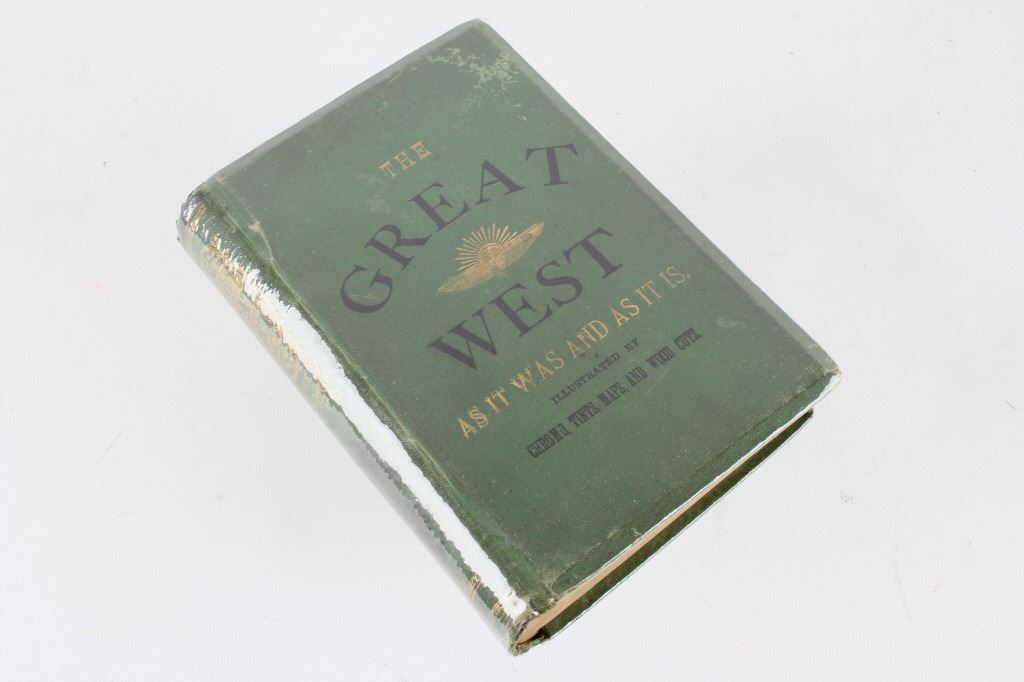 THE
GREAT
WEST
AS IT WAS AND AS IT IS.
ILLUSTRATED BY
CHROMO, TINTS, MAPS, AND WOOD CUTS